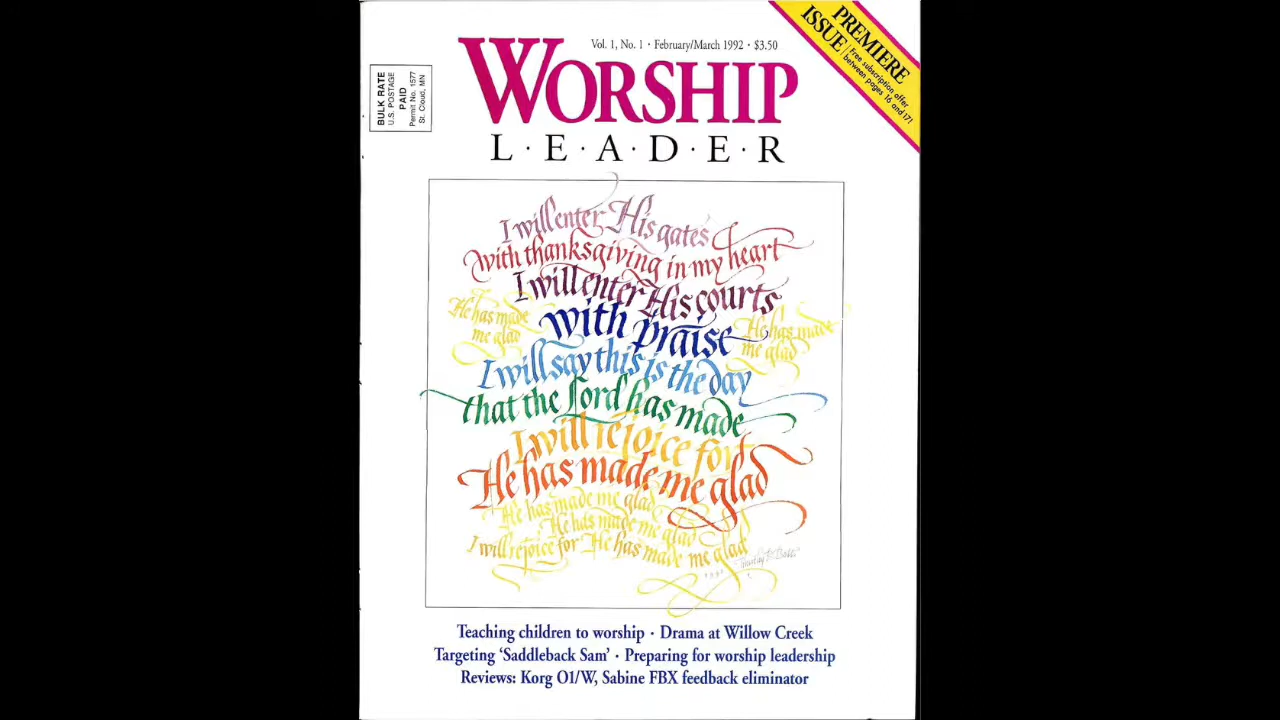 PREMIERE
ISSUE
Free subscription offer
between pages 16 and 17!
Vol. 1, No. 1 · February/March 1992 · $3.50
WORSHIP
L·E·A·D·E·R
BULK RATE
U.S. POSTAGE
PAID
Permit No. 1577
St. Cloud, MN
I will enter His gates
with thanksgiving in my heart
I will enter His courts
He has made
me glad
with praise
He has made
me glad
I will say this is the day
that the Lord has made
I will rejoice for
He has made me glad
He has made me glad
He has made me glad
I will rejoice for He has made me glad
1991
Teaching children to worship · Drama at Willow Creek
Targeting 'Saddleback Sam' · Preparing for worship leadership
Reviews: Korg O1/W, Sabine FBX feedback eliminator